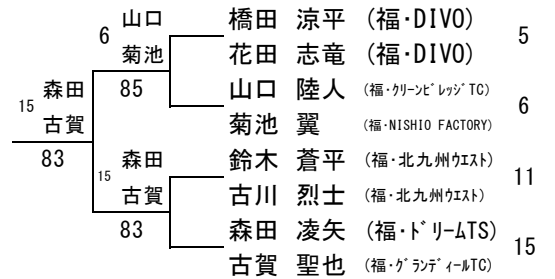 橋田 涼平 (福・DIVO) 5
花田 志竜 (福・DIVO)
山口 陸人 (福・クリーンビレッジTC) 6
菊池 翼 (福・NISHIO FACTORY)
鈴木 蒼平 (福・北九州ウエスト) 11
古川 烈士 (福・北九州ウエスト)
森田 凌矢 (福・ドリームTS) 15
古賀 聖也 (福・グランディールTC)
6 山口
菊池
85
15 森田
古賀
83
15 森田
古賀
83